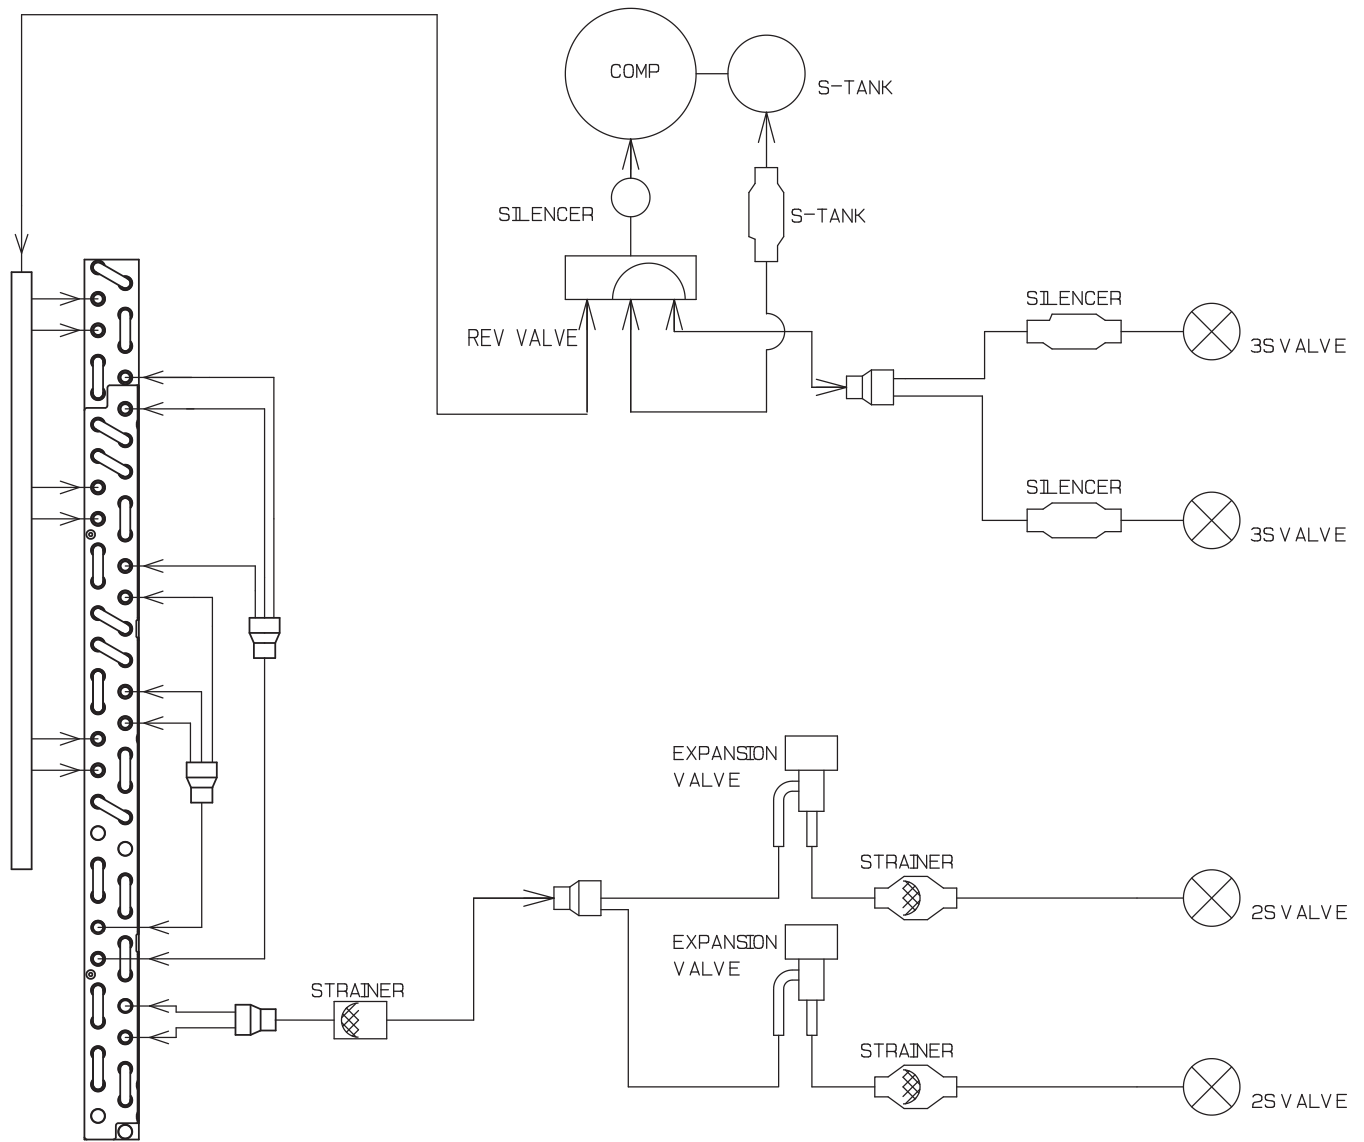 COMP
S-TANK
SILENCER
S-TANK
REV VALVE
SILENCER
3S VALVE
SILENCER
3S VALVE
EXPANSION
VALVE
STRAINER
2S VALVE
EXPANSION
VALVE
STRAINER
STRAINER
2S VALVE